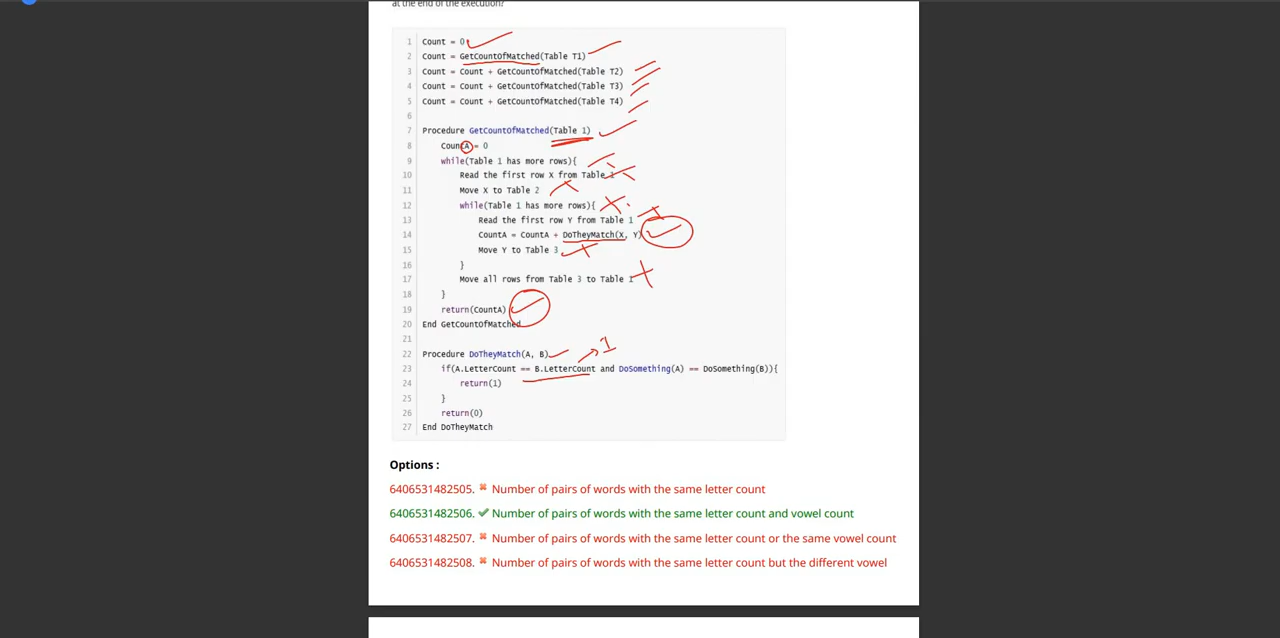 at the end of the execution?
1 Count = 0
2 Count = GetCountOfMatched(Table T1)
3 Count = Count + GetCountOfMatched(Table T2)
4 Count = Count + GetCountOfMatched(Table T3)
5 Count = Count + GetCountOfMatched(Table T4)
6
7 Procedure GetCountOfMatched(Table 1)
8 CountA = 0
9 while(Table 1 has more rows){
10 Read the first row X from Table 1
11 Move X to Table 2
12 while(Table 1 has more rows){
13 Read the first row Y from Table 1
14 CountA = CountA + DoTheyMatch(X, Y)
15 Move Y to Table 3
16 }
17 Move all rows from Table 3 to Table 1
18 }
19 return(CountA)
20 End GetCountOfMatched
21
1
22 Procedure DoTheyMatch(A, B)
23 if(A.LetterCount == B.LetterCount and DoSomething(A) == DoSomething(B)){
24 return(1)
25 }
26 return(0)
27 End DoTheyMatch
Options :
6406531482505. Number of pairs of words with the same letter count
6406531482506. Number of pairs of words with the same letter count and vowel count
6406531482507. Number of pairs of words with the same letter count or the same vowel count
6406531482508. Number of pairs of words with the same letter count but the different vowel